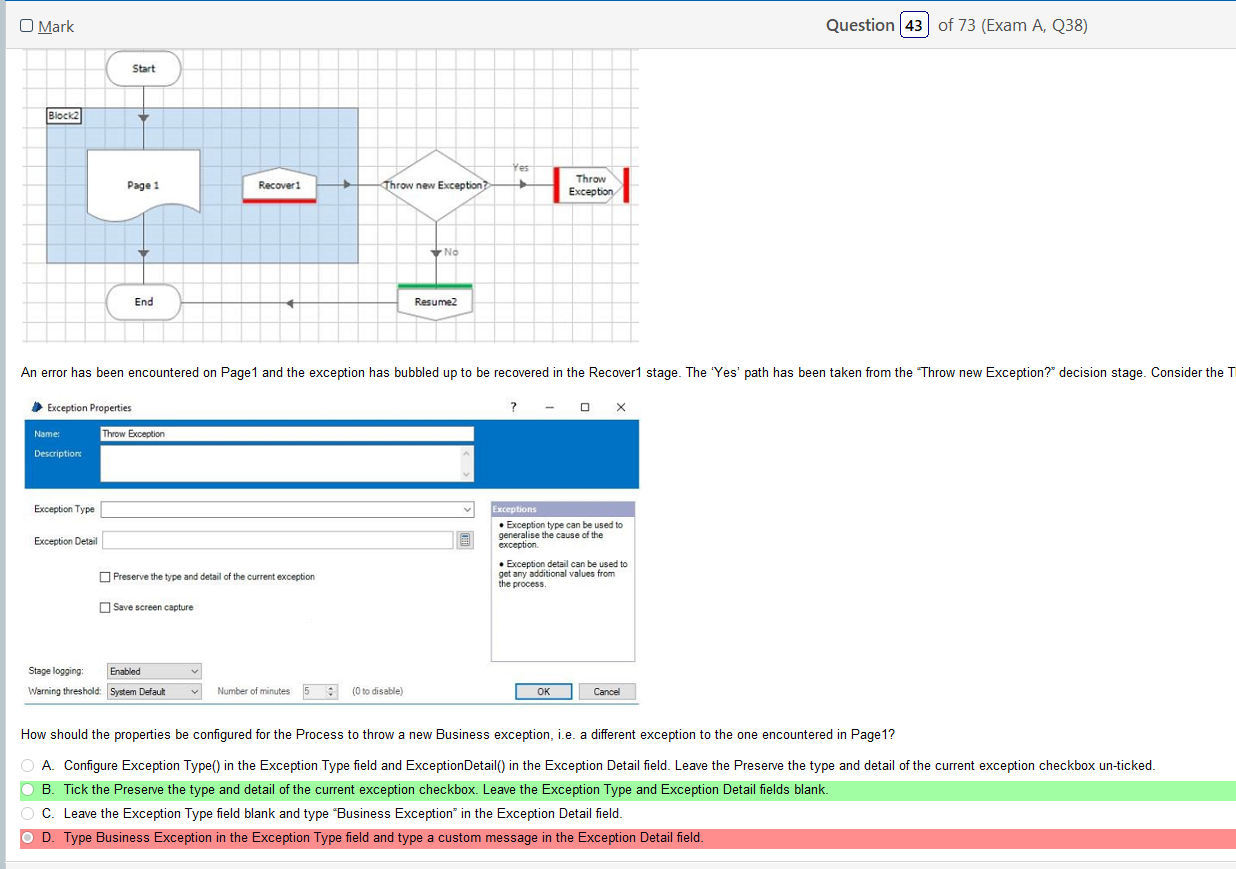 Mark
Question 43 of 73 (Exam A, Q38)
Start
Block2
Page 1
Recover1
Throw new Exception?
Yes
Throw
Exception
No
End
Resume2
An error has been encountered on Page1 and the exception has bubbled up to be recovered in the Recover1 stage. The ‘Yes’ path has been taken from the “Throw new Exception?” decision stage. Consider the T
Exception Properties
?
Name:
Throw Exception
Description:
Exception Type
Exception Detail
Preserve the type and detail of the current exception
Save screen capture
Exceptions
• Exception type can be used to
generalise the cause of the
exception.
• Exception detail can be used to
get any additional values from
the process.
Stage logging:
Enabled
Warning threshold:
System Default
Number of minutes
5
(0 to disable)
OK
Cancel
How should the properties be configured for the Process to throw a new Business exception, i.e. a different exception to the one encountered in Page1?
A. Configure Exception Type() in the Exception Type field and ExceptionDetail() in the Exception Detail field. Leave the Preserve the type and detail of the current exception checkbox un-ticked.
B. Tick the Preserve the type and detail of the current exception checkbox. Leave the Exception Type and Exception Detail fields blank.
C. Leave the Exception Type field blank and type “Business Exception” in the Exception Detail field.
D. Type Business Exception in the Exception Type field and type a custom message in the Exception Detail field.